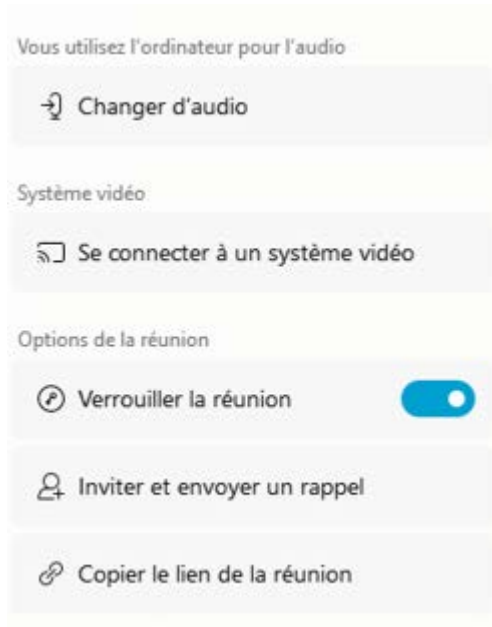 Vous utilisez l'ordinateur pour l'audio
Changer d'audio
Système vidéo
Se connecter à un système vidéo
Options de la réunion
Verrouiller la réunion
Inviter et envoyer un rappel
Copier le lien de la réunion